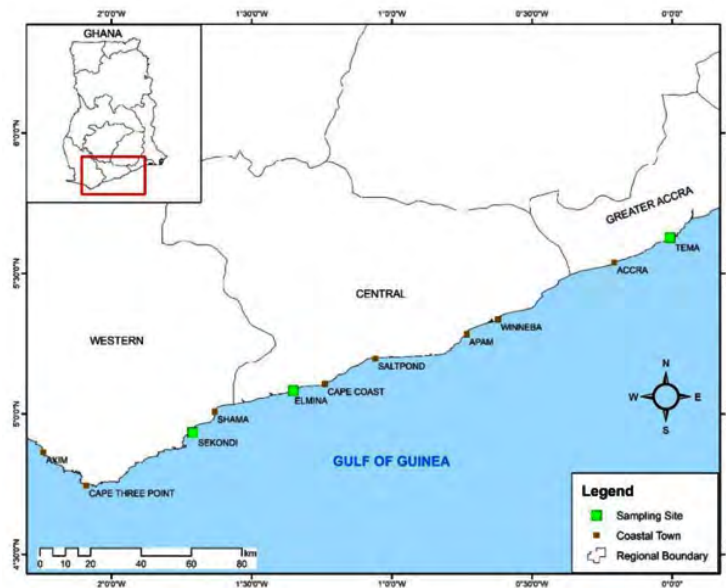 2°0'0"W
1°30'0"W
1°0'0"W
0°30'0"W
0°0'0"
GHANA
6°0'0"N
GREATER ACCRA
TEMA
ACCRA
5°30'0"N
CENTRAL
WINNEBA
APAM
WESTERN
SALTPOND
CAPE COAST
ELMINA
N
W E
S
SHAMA
5°0'0"N
SEKONDI
AXIM
GULF OF GUINEA
CAPE THREE POINT
Legend
Sampling Site
Coastal Town
Regional Boundary
0 5 10 20 40 60 80
km
4°30'0"N
2°0'0"W
1°30'0"W
1°0'0"W
0°30'0"W
0°0'0"